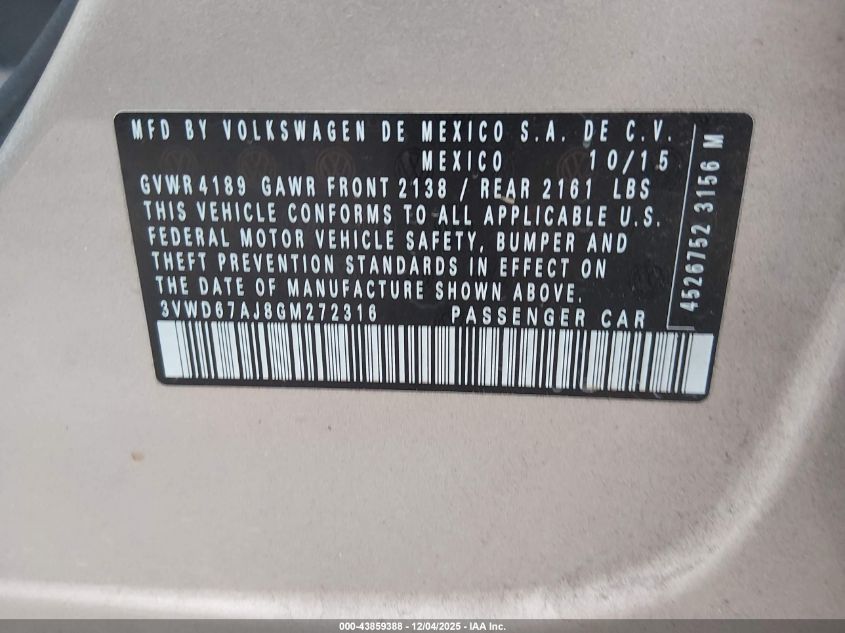 MFD BY VOLKSWAGEN DE MEXICO S.A. DE C.V.
MEXICO 10/15
GVWR 4189 GAWR FRONT 2138 / REAR 2161 LBS
THIS VEHICLE CONFORMS TO ALL APPLICABLE U.S.
FEDERAL MOTOR VEHICLE SAFETY, BUMPER AND
THEFT PREVENTION STANDARDS IN EFFECT ON
THE DATE OF MANUFACTURE SHOWN ABOVE.
3VWD67AJ8GM272316 PASSENGER CAR
4526752 3156 M
000-43859388 - 12/04/2025 - IAA Inc.